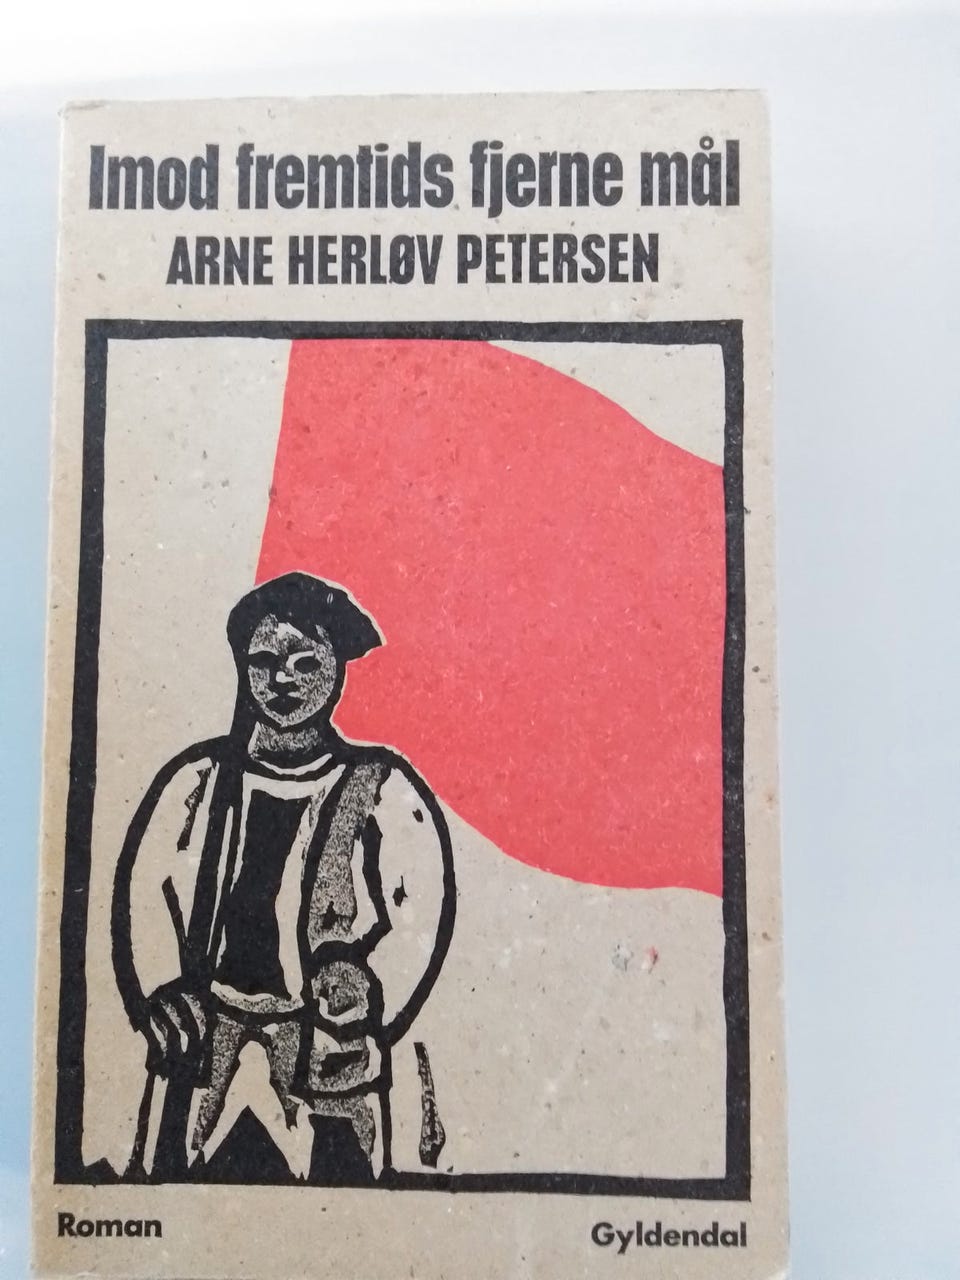 Imod fremtids fjerne mål
ARNE HERLØV PETERSEN
Roman
Gyldendal